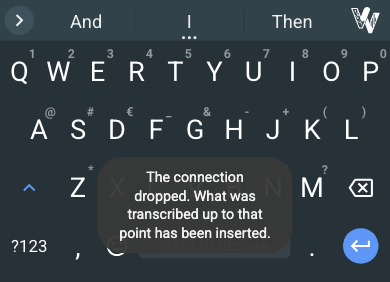 And I Then
1 2 3 4 5 6 7 8 9 0
Q W E R T Y U I O P
@ # € _ & - + ( )
A S D F G H J K L
* ?
Z X N M
The connection
dropped. What was
transcribed up to that
point has been inserted.
?123 , .